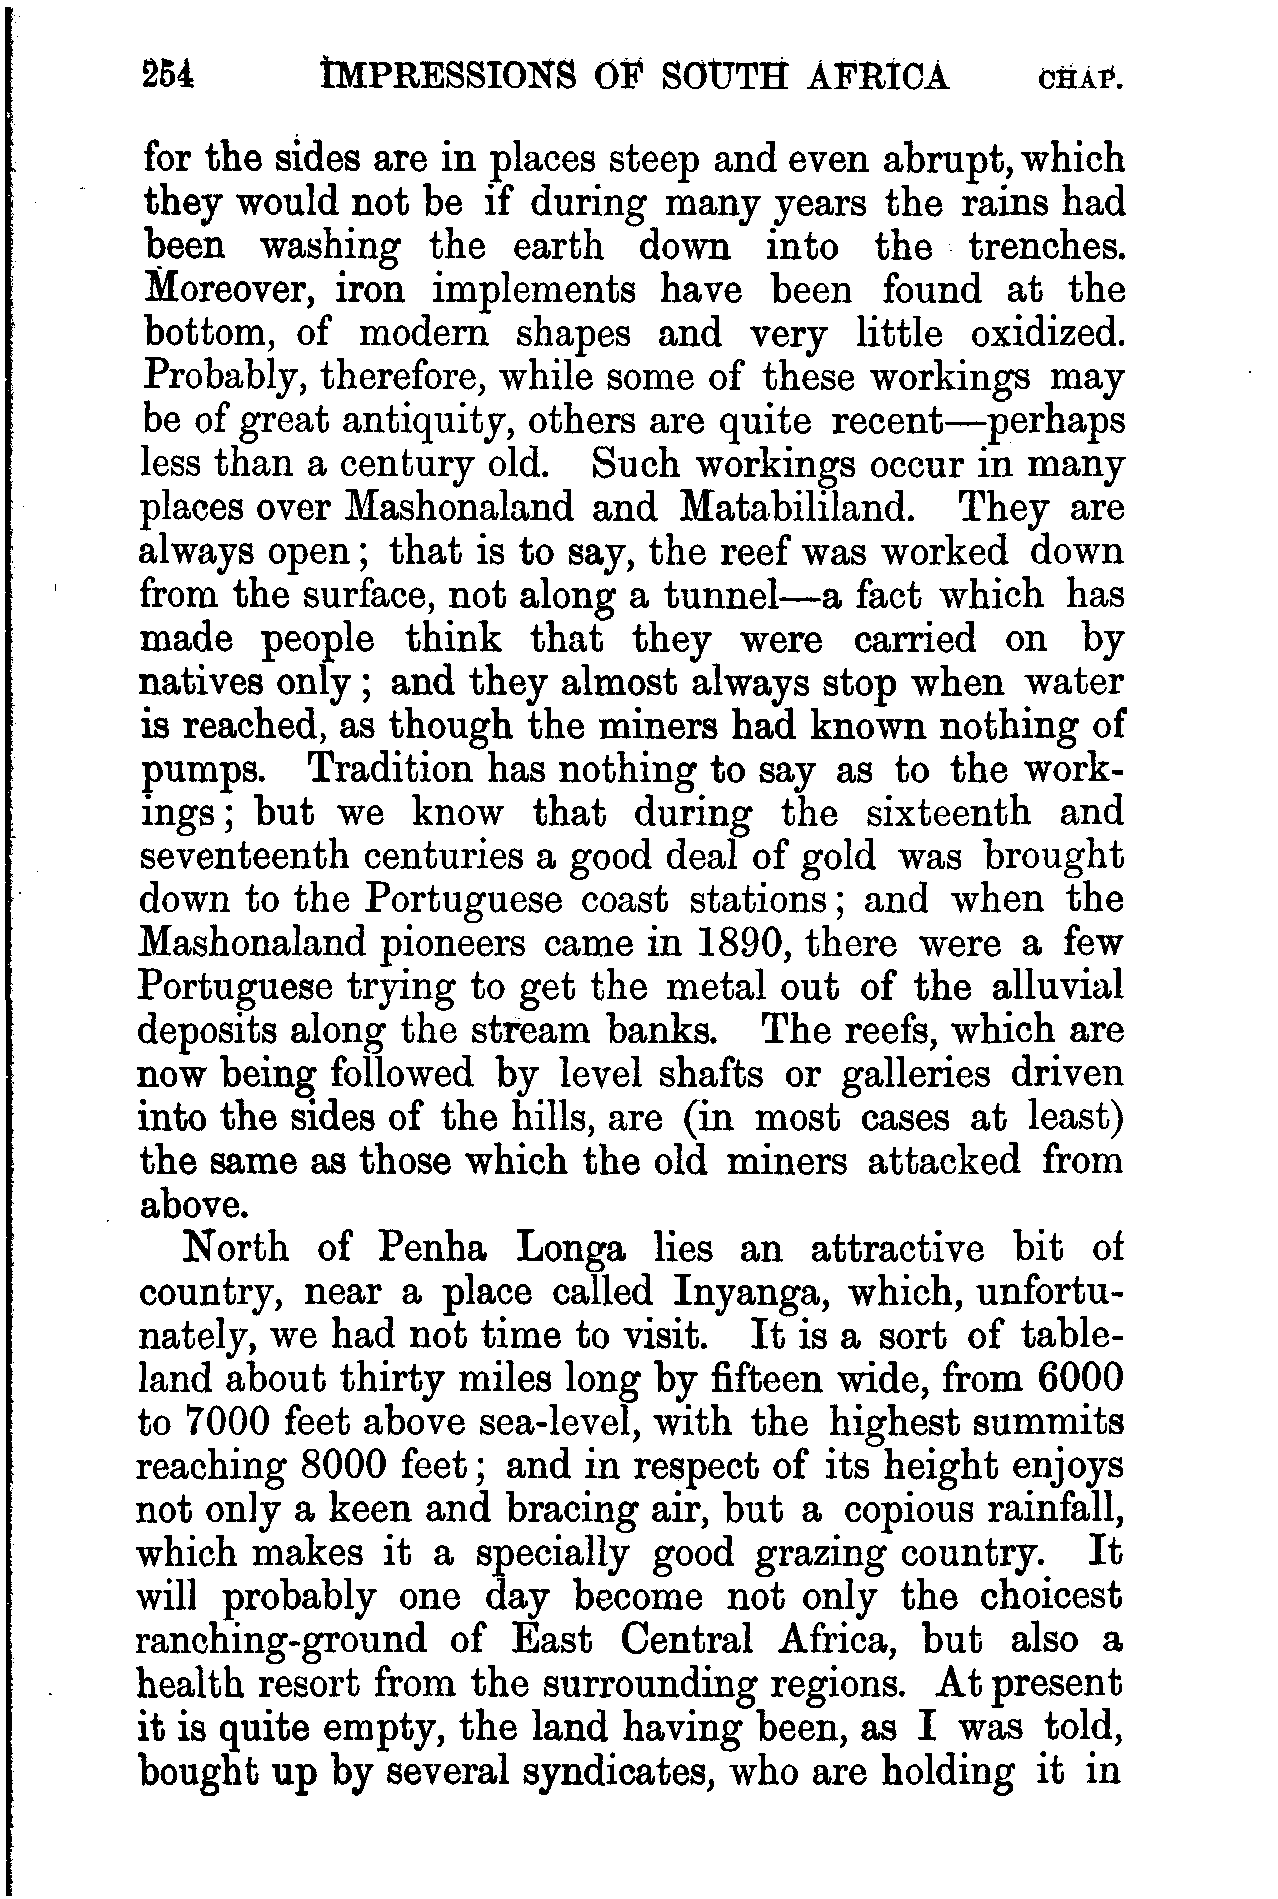 254 IMPRESSIONS OF SOUTH AFRICA CHAP.
for the sides are in places steep and even abrupt, which
they would not be if during many years the rains had
been washing the earth down into the trenches.
Moreover, iron implements have been found at the
bottom, of modern shapes and very little oxidized.
Probably, therefore, while some of these workings may
be of great antiquity, others are quite recent—perhaps
less than a century old. Such workings occur in many
places over Mashonaland and Matabililand. They are
always open; that is to say, the reef was worked down
from the surface, not along a tunnel—a fact which has
made people think that they were carried on by
natives only; and they almost always stop when water
is reached, as though the miners had known nothing of
pumps. Tradition has nothing to say as to the work-
ings; but we know that during the sixteenth and
seventeenth centuries a good deal of gold was brought
down to the Portuguese coast stations; and when the
Mashonaland pioneers came in 1890, there were a few
Portuguese trying to get the metal out of the alluvial
deposits along the stream banks. The reefs, which are
now being followed by level shafts or galleries driven
into the sides of the hills, are (in most cases at least)
the same as those which the old miners attacked from
above.
North of Penha Longa lies an attractive bit of
country, near a place called Inyanga, which, unfortu-
nately, we had not time to visit. It is a sort of table-
land about thirty miles long by fifteen wide, from 6000
to 7000 feet above sea-level, with the highest summits
reaching 8000 feet; and in respect of its height enjoys
not only a keen and bracing air, but a copious rainfall,
which makes it a specially good grazing country. It
will probably one day become not only the choicest
ranching-ground of East Central Africa, but also a
health resort from the surrounding regions. At present
it is quite empty, the land having been, as I was told,
bought up by several syndicates, who are holding it in